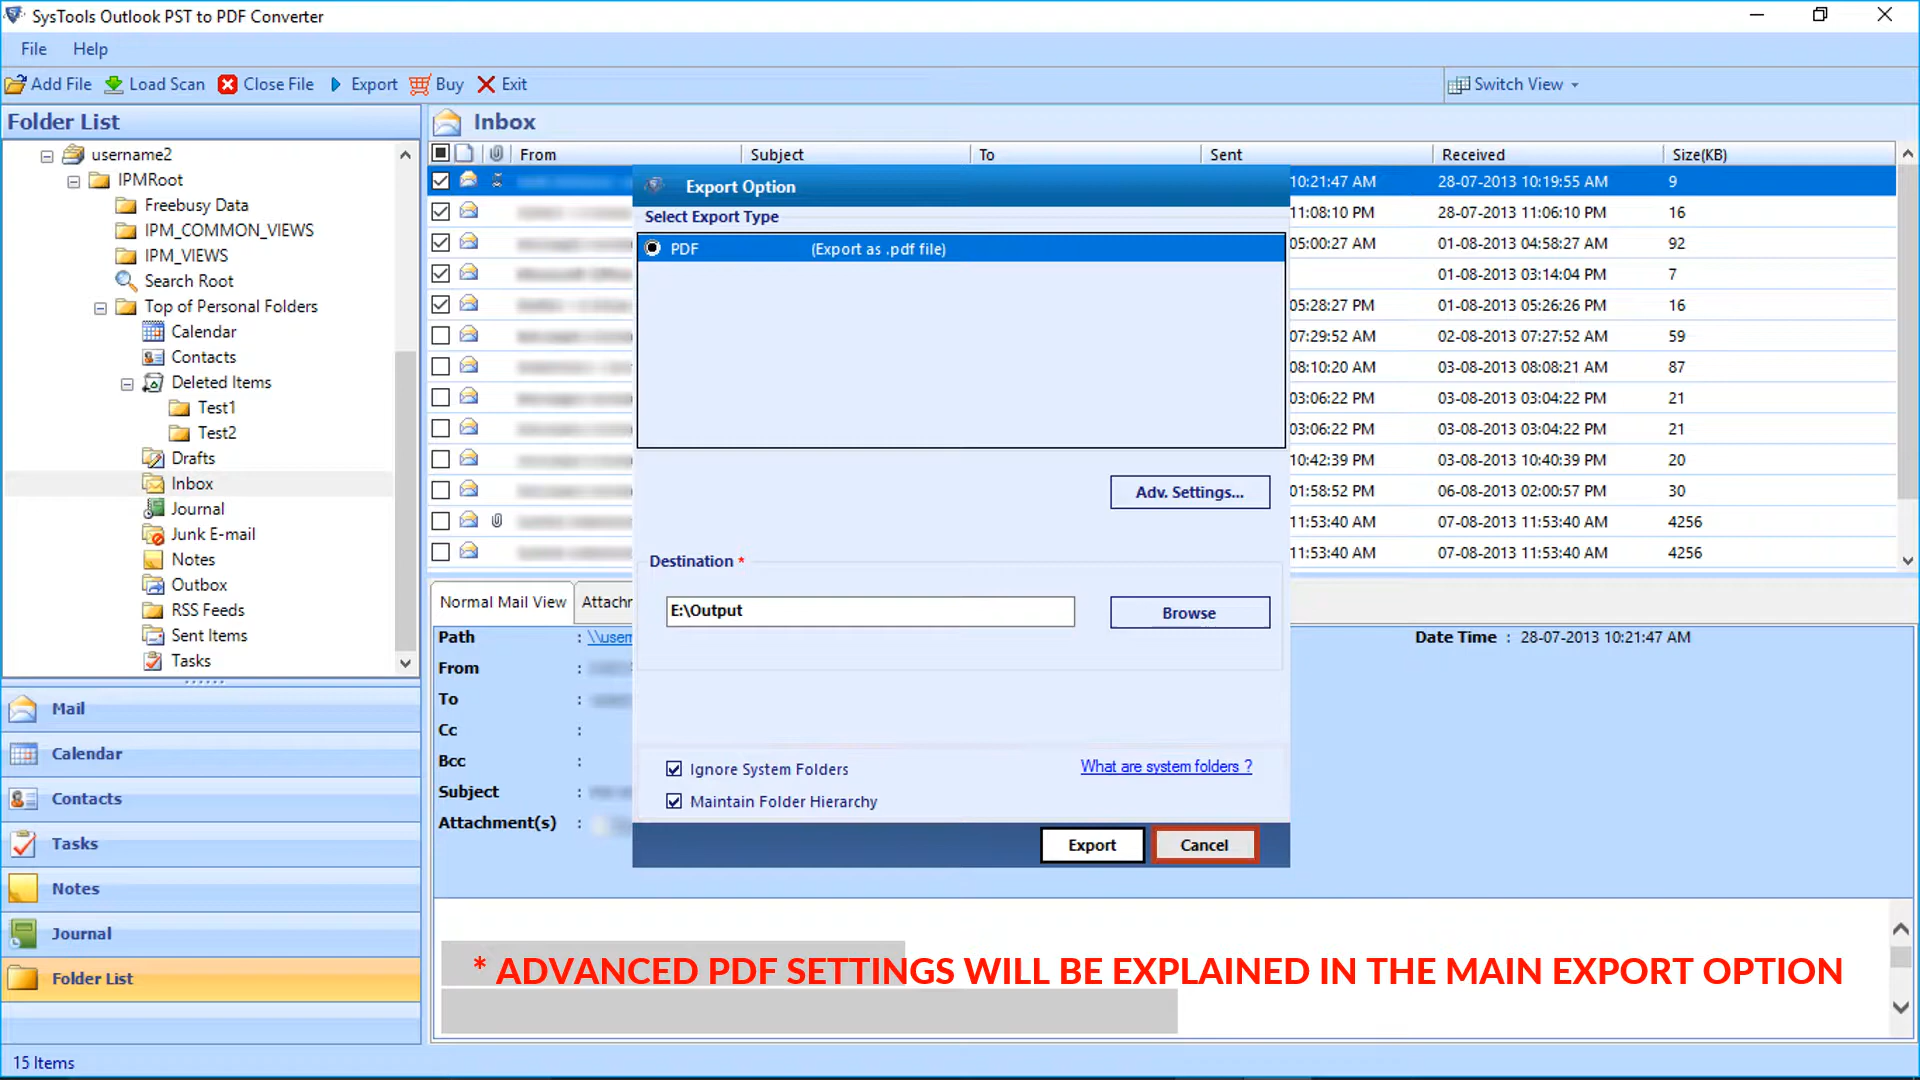 SysTools Outlook PST to PDF Converter
File Help
Add File Load Scan Close File Export Buy Exit Switch View
Folder List
username2
IPMRoot
Freebusy Data
IPM_COMMON_VIEWS
IPM_VIEWS
Search Root
Top of Personal Folders
Calendar
Contacts
Deleted Items
Test1
Test2
Drafts
Inbox
Journal
Junk E-mail
Notes
Outbox
RSS Feeds
Sent Items
Tasks
Mail
Calendar
Contacts
Tasks
Notes
Journal
Folder List
15 Items
Inbox
From Subject To Sent Received Size(KB)
10:21:47 AM 28-07-2013 10:19:55 AM 9
11:08:10 PM 28-07-2013 11:06:10 PM 16
05:00:27 AM 01-08-2013 04:58:27 AM 92
01-08-2013 03:14:04 PM 7
05:28:27 PM 01-08-2013 05:26:26 PM 16
07:29:52 AM 02-08-2013 07:27:52 AM 59
08:10:20 AM 03-08-2013 08:08:21 AM 87
03:06:22 PM 03-08-2013 03:04:22 PM 21
03:06:22 PM 03-08-2013 03:04:22 PM 21
10:42:39 PM 03-08-2013 10:40:39 PM 20
01:58:52 PM 06-08-2013 02:00:57 PM 30
11:53:40 AM 07-08-2013 11:53:40 AM 4256
11:53:40 AM 07-08-2013 11:53:40 AM 4256
Export Option
Select Export Type
PDF (Export as .pdf file)
Adv. Settings...
Destination *
E:\Output
Browse
Ignore System Folders
What are system folders ?
Maintain Folder Hierarchy
Export Cancel
Normal Mail View Attachr
Path : \\usern
Date Time : 28-07-2013 10:21:47 AM
From :
To :
Cc :
Bcc :
Subject :
Attachment(s) :
* ADVANCED PDF SETTINGS WILL BE EXPLAINED IN THE MAIN EXPORT OPTION